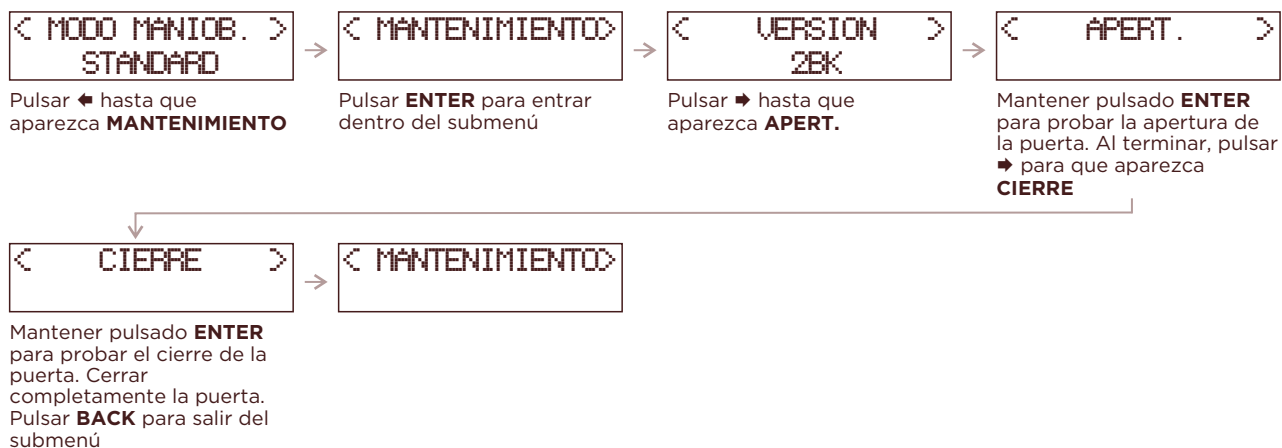 < MODO MANIOB. >
STANDARD
Pulsar ⬅ hasta que
aparezca MANTENIMIENTO
< MANTENIMIENTO>
Pulsar ENTER para entrar
dentro del submenú
< VERSION >
2BK
Pulsar ➡ hasta que
aparezca APERT.
< APERT. >
Mantener pulsado ENTER
para probar la apertura de
la puerta. Al terminar, pulsar
➡ para que aparezca
CIERRE
< CIERRE >
Mantener pulsado ENTER
para probar el cierre de la
puerta. Cerrar
completamente la puerta.
Pulsar BACK para salir del
submenú
< MANTENIMIENTO>